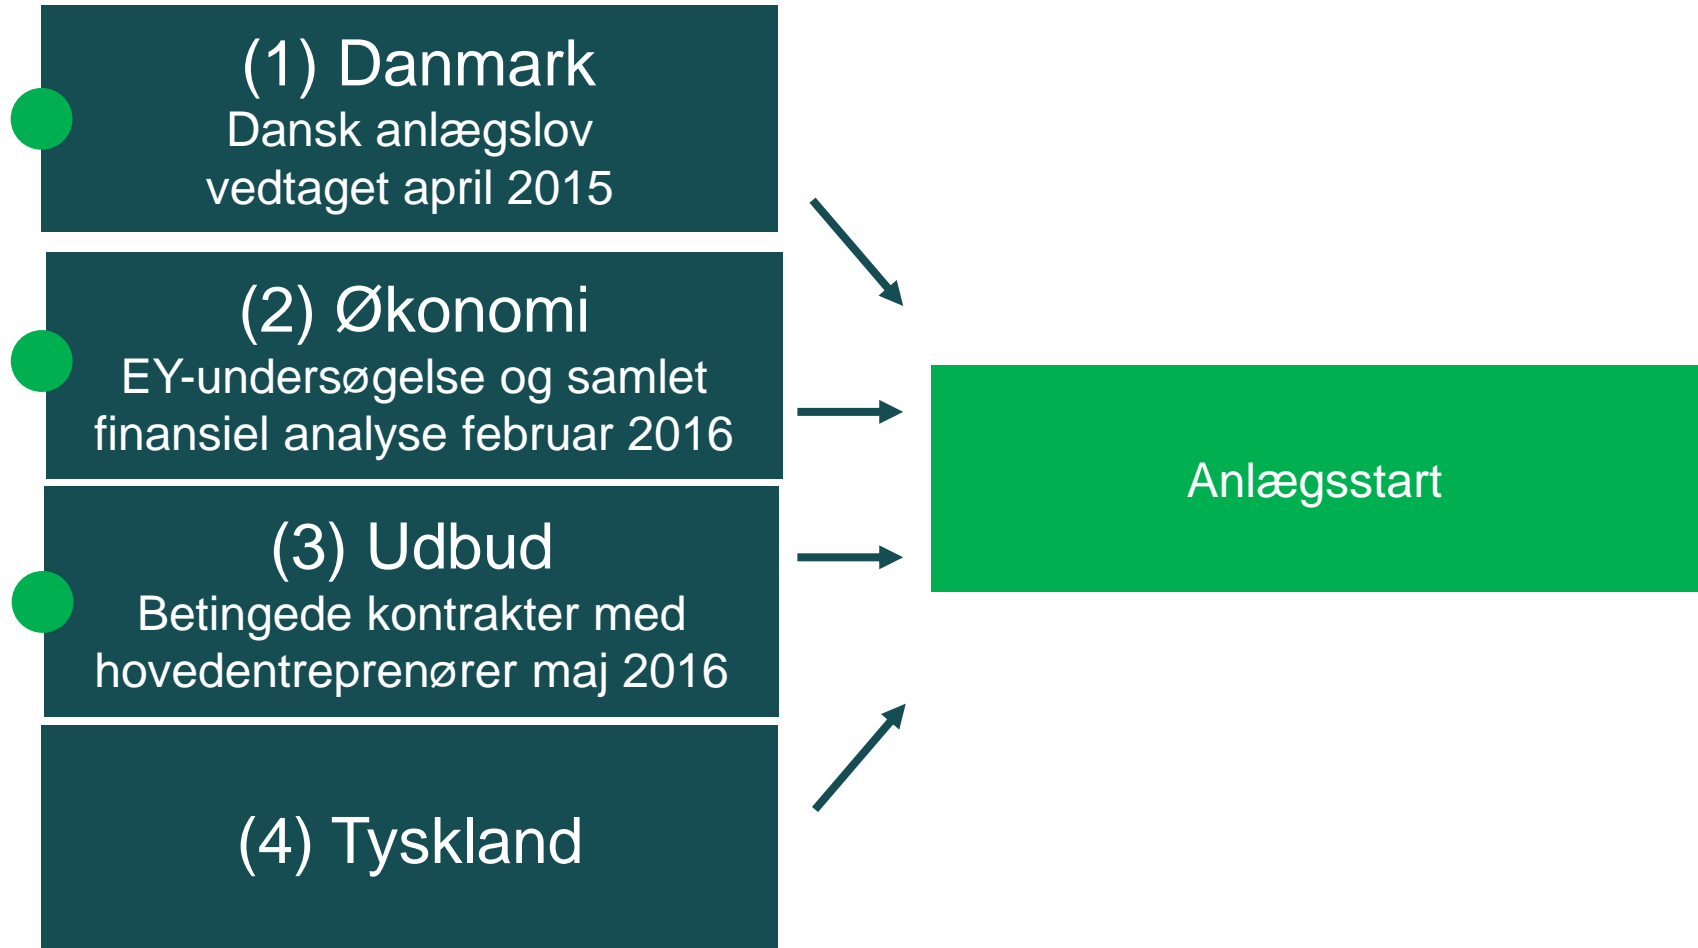 (1) Danmark
Dansk anlægslov
vedtaget april 2015
(2) Økonomi
EY-undersøgelse og samlet
finansiel analyse februar 2016
(3) Udbud
Betingede kontrakter med
hovedentreprenører maj 2016
(4) Tyskland
Anlægsstart